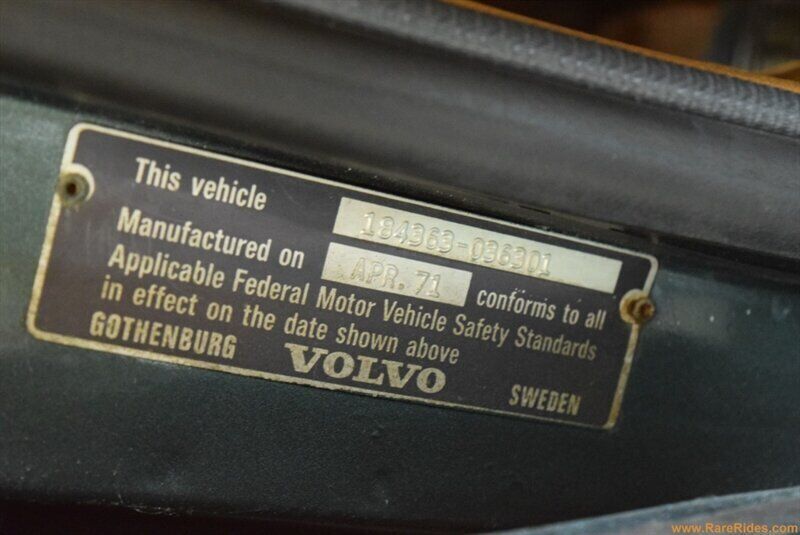 This vehicle 184363-036301
Manufactured on APR. 71 conforms to all
Applicable Federal Motor Vehicle Safety Standards
in effect on the date shown above
GOTHENBURG VOLVO SWEDEN
www.RareRides.com